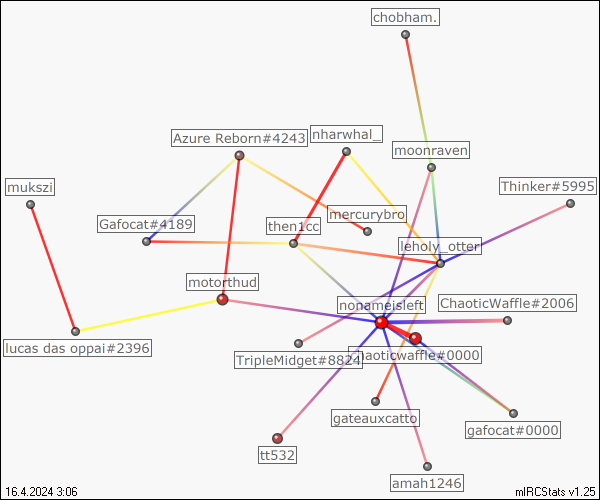 chobham.
Azure Reborn#4243
nharwhal_
moonraven
mukszi
Thinker#5995
mercurybro
Gafocat#4189
then1cc
leholy_otter
motorthud
nonameisleft
ChaoticWaffle#2006
lucas das oppai#2396
TripleMidget#8824
haoticwaffle#0000
gateauxcatto
gafocat#0000
tt532
amah1246
16.4.2024 3:06
mIRCStats v1.25